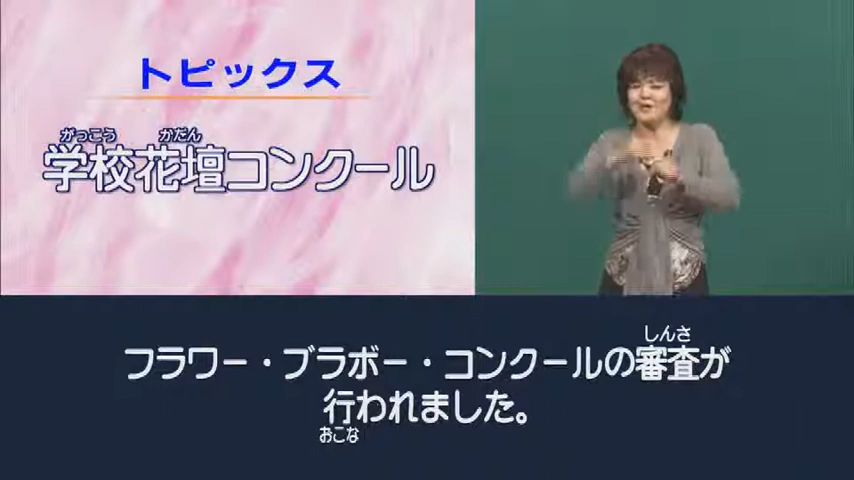 トピックス
がっこう かだん
学校花壇コンクール
しんさ
フラワー・ブラボー・コンクールの審査が
行われました。
おこな